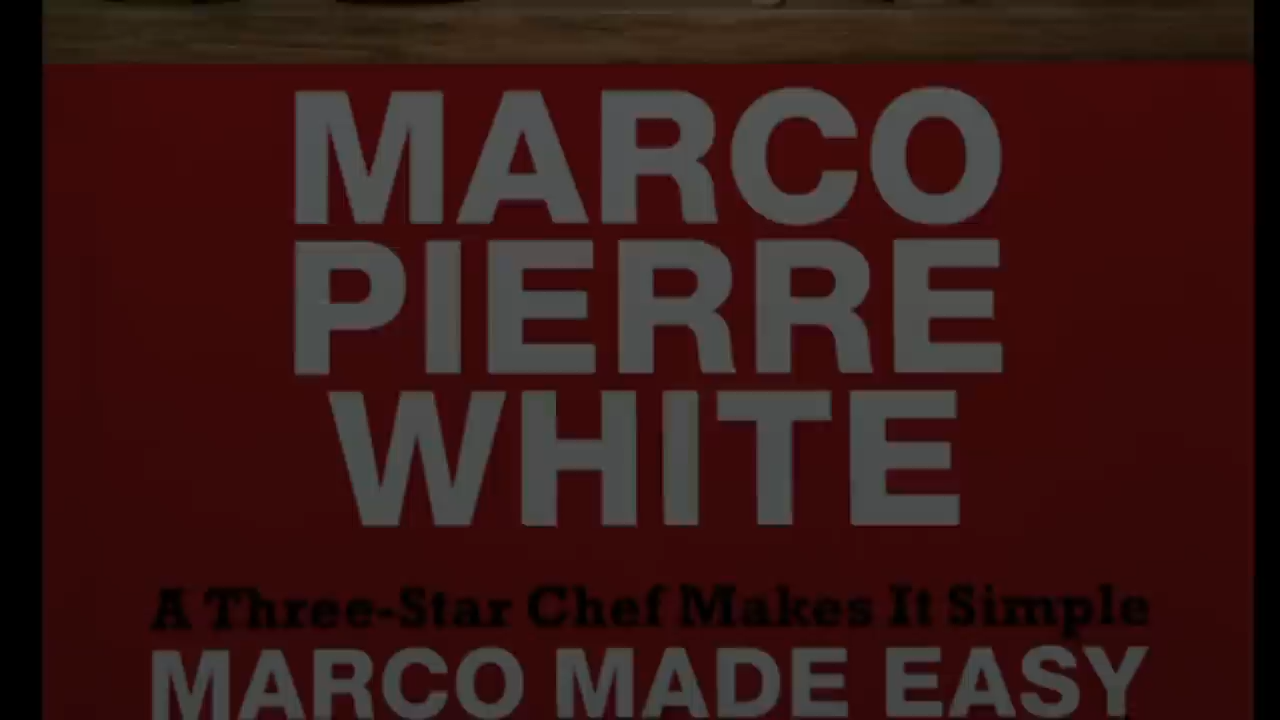 MARCO
PIERRE
WHITE
A Three-Star Chef Makes It Simple
MARCO MADE EASY